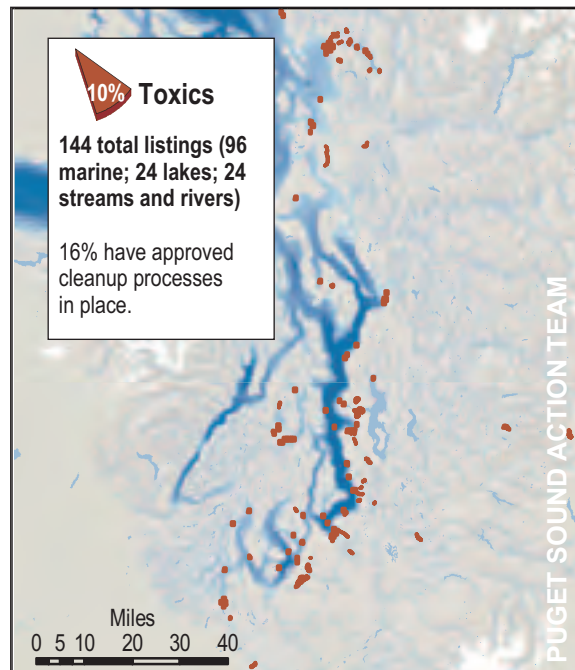 10% Toxics
144 total listings (96
marine; 24 lakes; 24
streams and rivers)
16% have approved
cleanup processes
in place.
PUGET SOUND ACTION TEAM
Miles
0 5 10 20 30 40